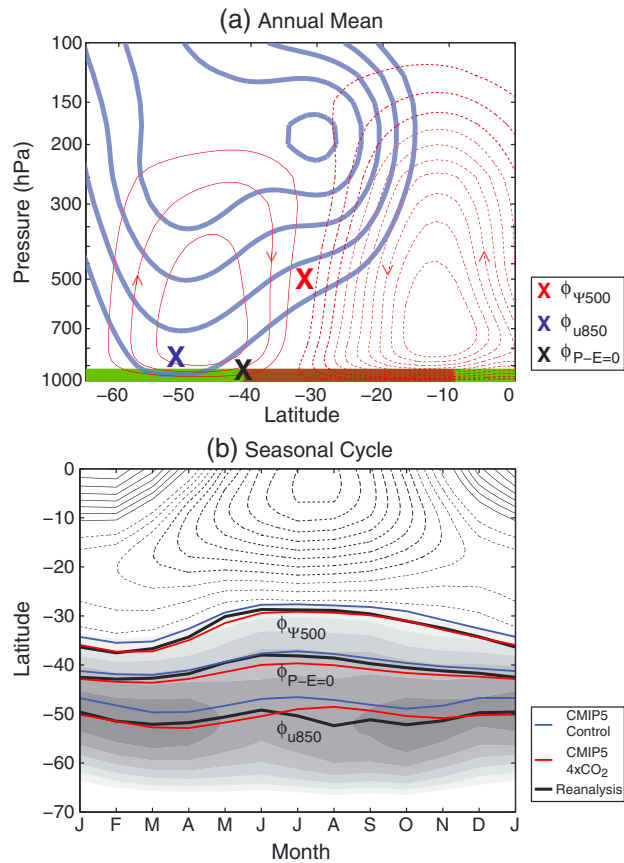 (a) Annual Mean
100
150
200
300
500
700
1000
Pressure (hPa)
−60 −50 −40 −30 −20 −10 0
Latitude
X ϕΨ500
X ϕu850
X ϕP−E=0
(b) Seasonal Cycle
0
−10
−20
−30
−40
−50
−60
−70
Latitude
ϕΨ500
ϕP−E=0
ϕu850
J F M A M J J A S O N D J
Month
CMIP5
Control
CMIP5
4xCO₂
Reanalysis